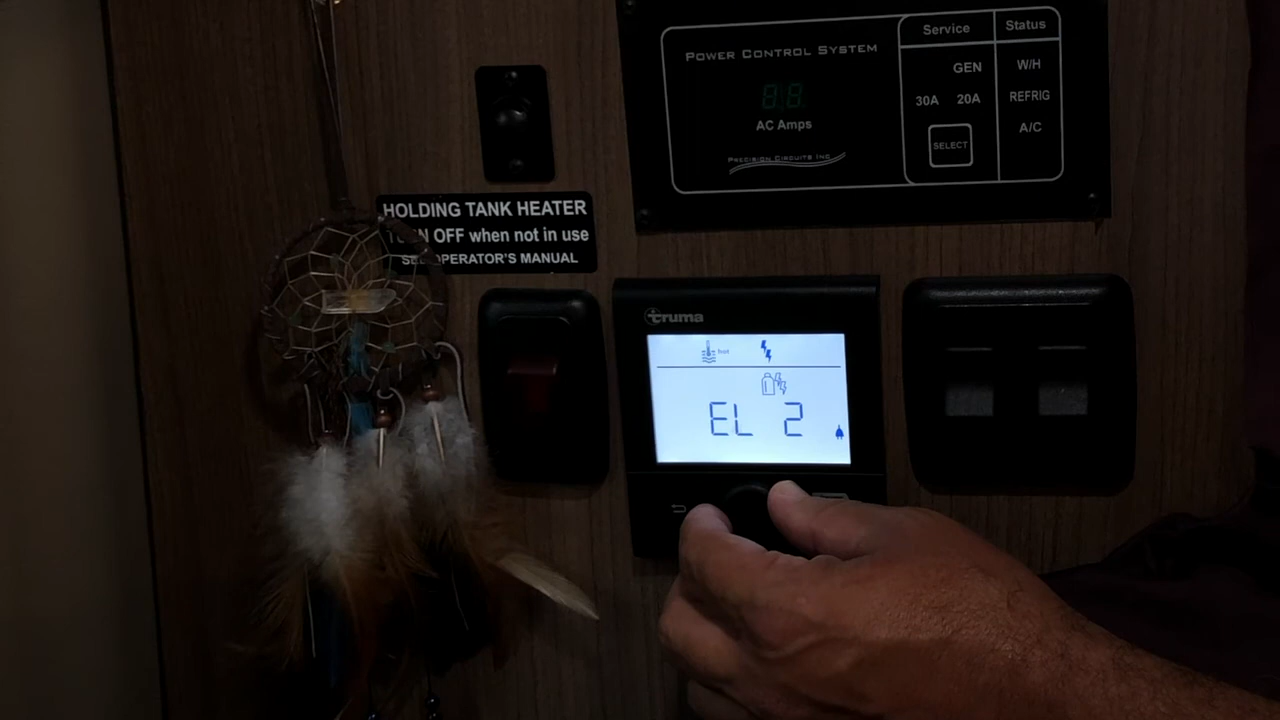 POWER CONTROL SYSTEM
AC Amps
PRECISION CIRCUITS INC
Service
GEN
30A 20A
SELECT
Status
W/H
REFRIG
A/C
HOLDING TANK HEATER
OFF when not in use
OPERATOR'S MANUAL
truma
EL 2